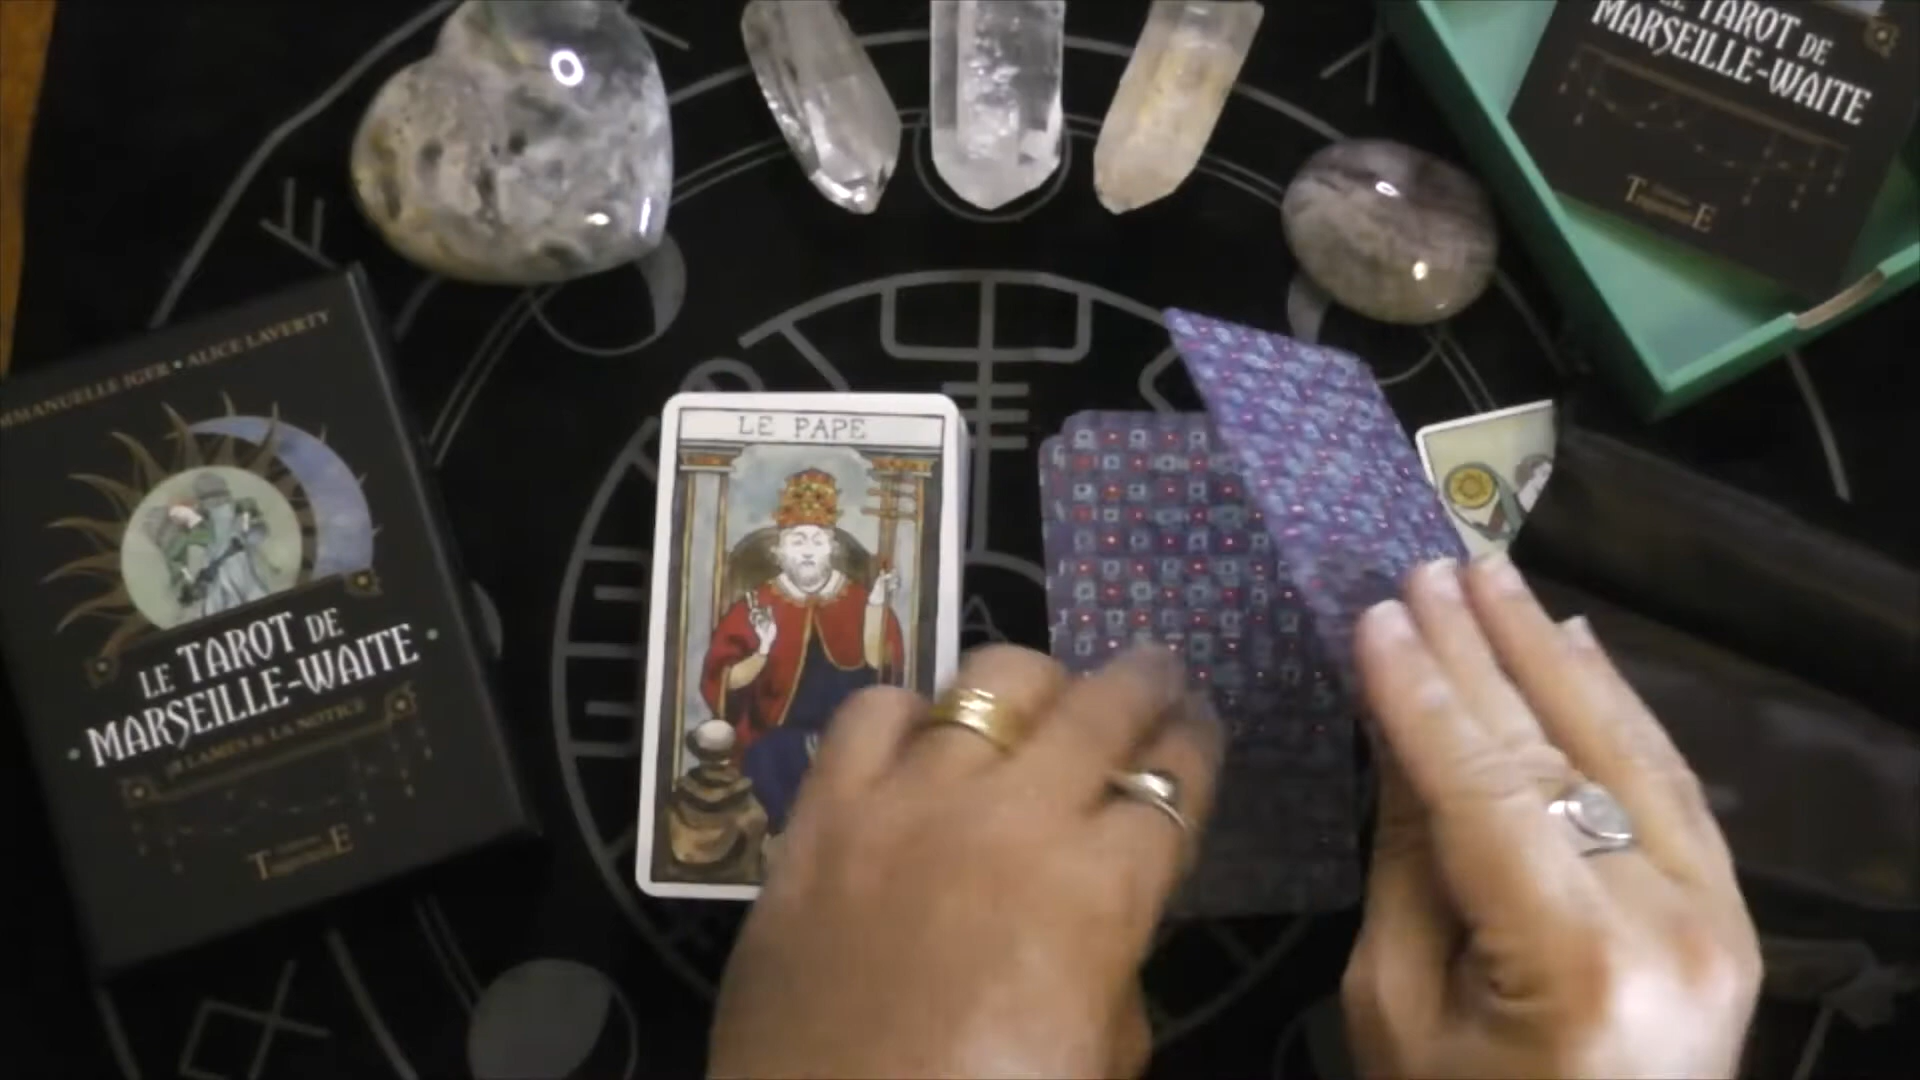 EMMANUELLE IGER • ALICE LAVERTY
LE TAROT DE
MARSEILLE-WAITE
78 LAMES & LA NOTICE
LE PAPE
LE TAROT DE
MARSEILLE-WAITE